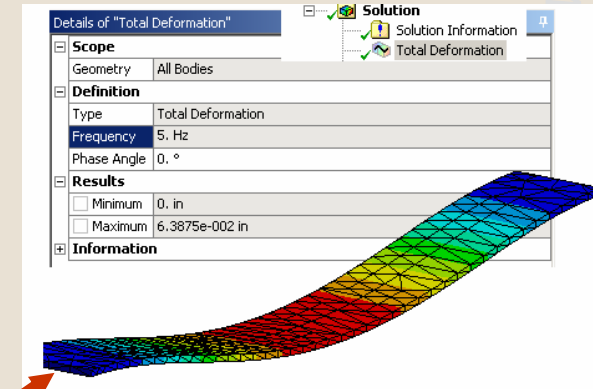 Solution
Solution Information
Total Deformation
Details of "Total Deformation"
Scope
Geometry All Bodies
Definition
Type Total Deformation
Frequency 5. Hz
Phase Angle 0. °
Results
Minimum 0. in
Maximum 6.3875e-002 in
Information